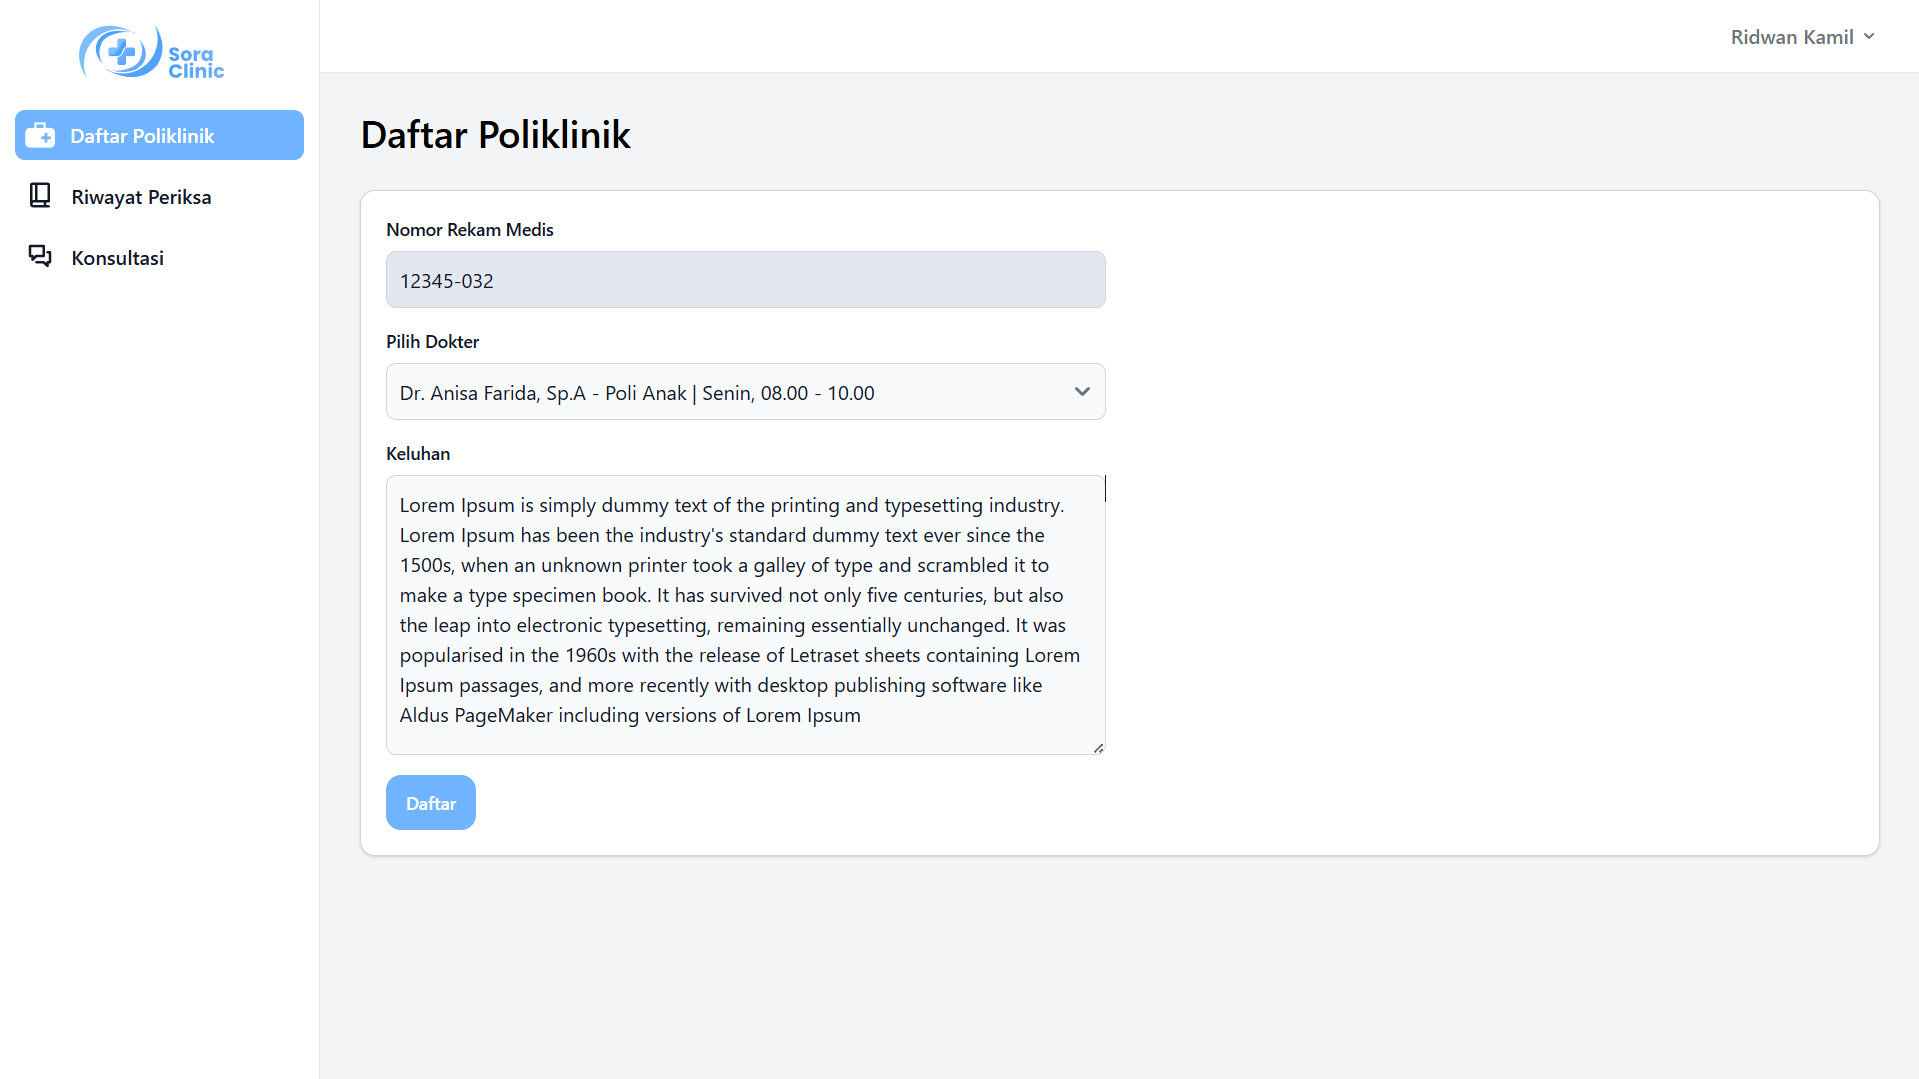 Sora
Clinic
Ridwan Kamil
Daftar Poliklinik
Riwayat Periksa
Konsultasi
Daftar Poliklinik
Nomor Rekam Medis
12345-032
Pilih Dokter
Dr. Anisa Farida, Sp.A - Poli Anak | Senin, 08.00 - 10.00
Keluhan
Lorem Ipsum is simply dummy text of the printing and typesetting industry.
Lorem Ipsum has been the industry's standard dummy text ever since the
1500s, when an unknown printer took a galley of type and scrambled it to
make a type specimen book. It has survived not only five centuries, but also
the leap into electronic typesetting, remaining essentially unchanged. It was
popularised in the 1960s with the release of Letraset sheets containing Lorem
Ipsum passages, and more recently with desktop publishing software like
Aldus PageMaker including versions of Lorem Ipsum
Daftar